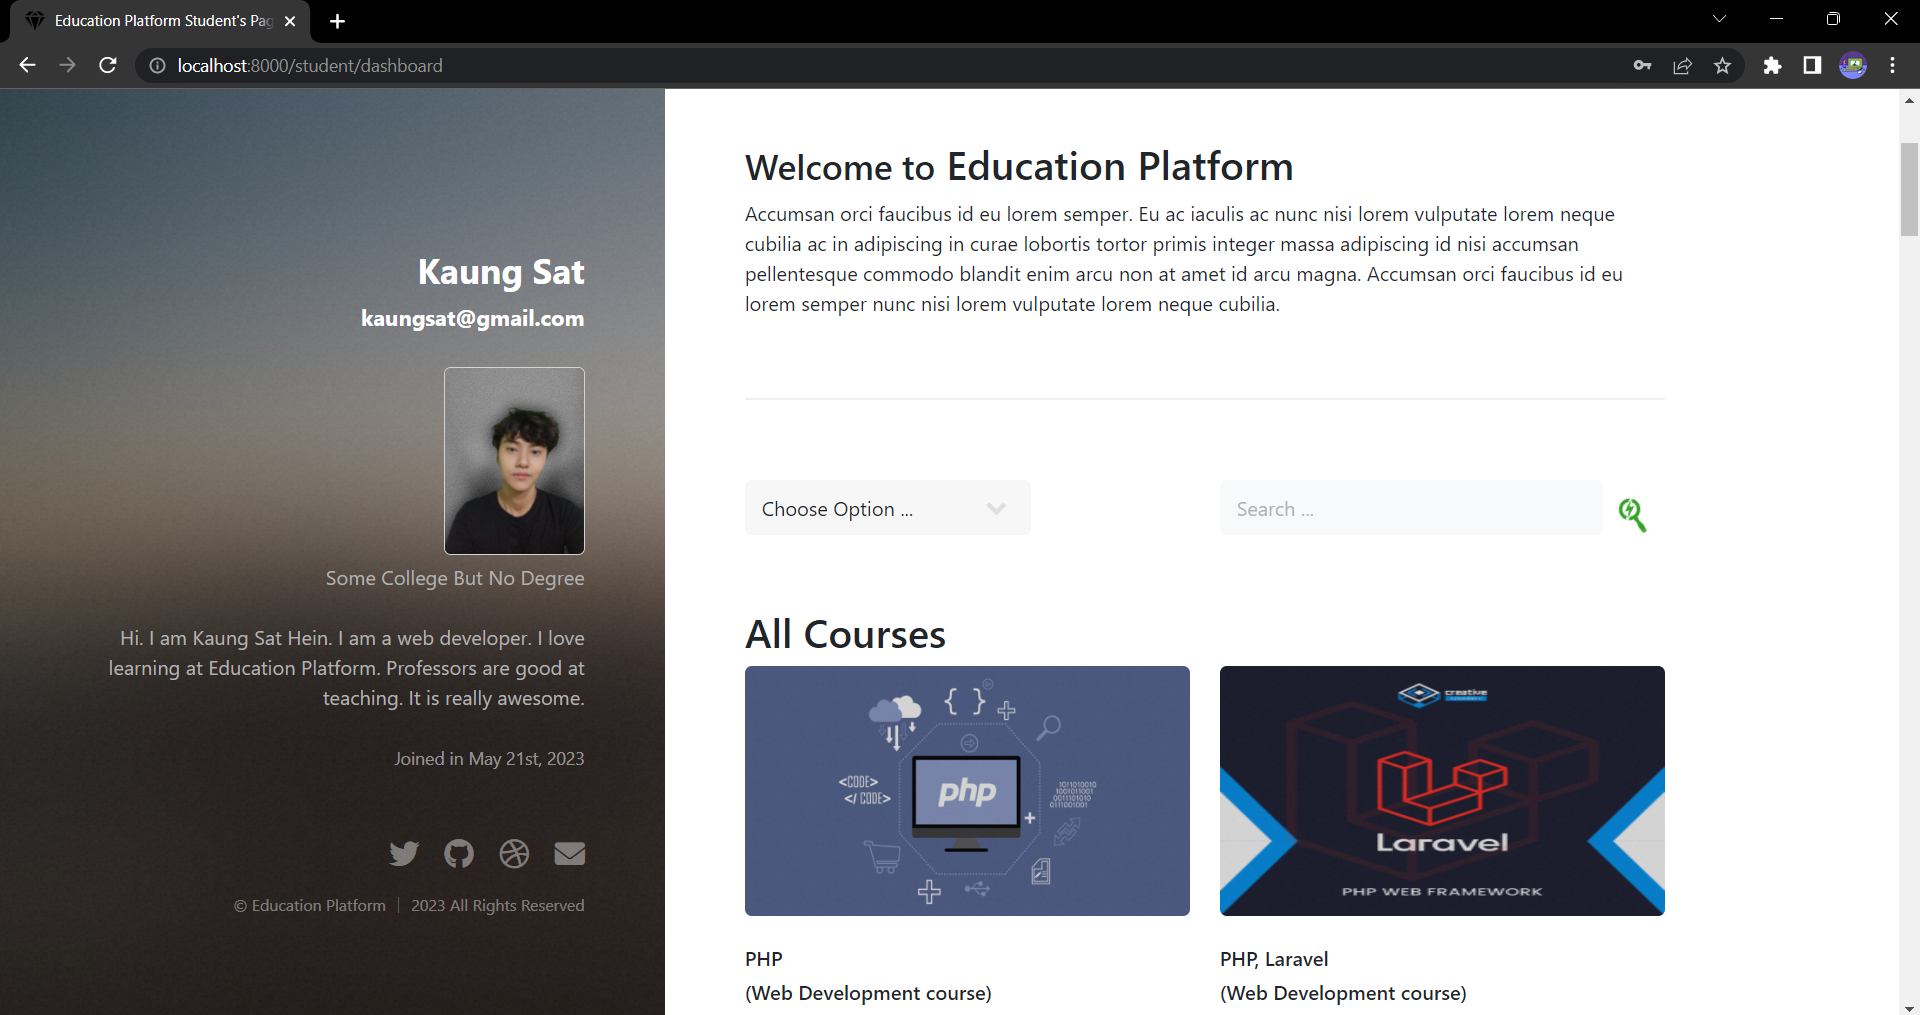 Education Platform Student's Pag
localhost:8000/student/dashboard
Kaung Sat
kaungsat@gmail.com
Some College But No Degree
Hi. I am Kaung Sat Hein. I am a web developer. I love
learning at Education Platform. Professors are good at
teaching. It is really awesome.
Joined in May 21st, 2023
© Education Platform
2023 All Rights Reserved
Welcome to Education Platform
Accumsan orci faucibus id eu lorem semper. Eu ac iaculis ac nunc nisi lorem vulputate lorem neque
cubilia ac in adipiscing in curae lobortis tortor primis integer massa adipiscing id nisi accumsan
pellentesque commodo blandit enim arcu non at amet id arcu magna. Accumsan orci faucibus id eu
lorem semper nunc nisi lorem vulputate lorem neque cubilia.
Choose Option ...
Search ...
All Courses
{ }
<CODE>
</ CODE>
php
1011010010
1001011001
0011101010
0111001001
creative
Laravel
PHP WEB FRAMEWORK
PHP
(Web Development course)
PHP, Laravel
(Web Development course)